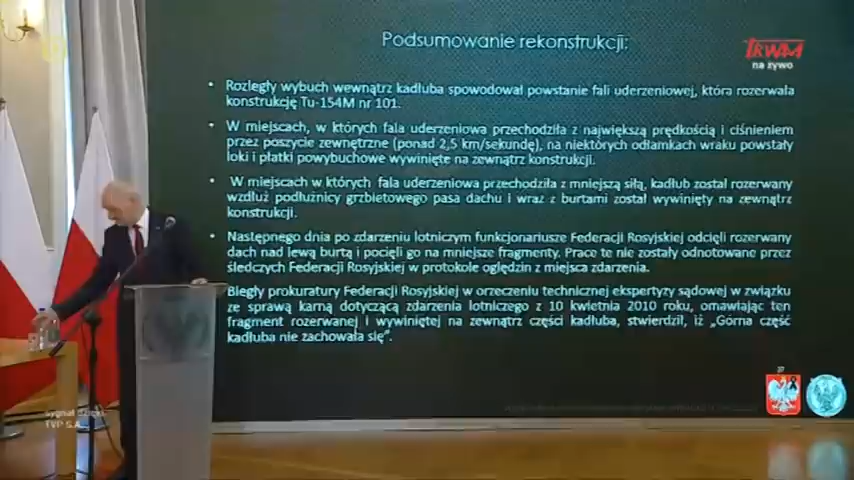 Podsumowanie rekonstrukcji:
TRWAM
na żywo
• Rozległy wybuch wewnątrz kadłuba spowodował powstanie fali uderzeniowej, która rozerwała
konstrukcję Tu-154M nr 101.
• W miejscach, w których fala uderzeniowa przechodziła z największą prędkością i ciśnieniem
przez poszycie zewnętrzne (ponad 2,5 km/sekundę), na niektórych odłamkach wraku powstały
loki i płatki powybuchowe wywinięte na zewnątrz konstrukcji.
• W miejscach w których fala uderzeniowa przechodziła z mniejszą siłą, kadłub został rozerwany
wzdłuż podłużnicy grzbietowego pasa dachu i wraz z burtami został wywinięty na zewnątrz
konstrukcji.
• Następnego dnia po zdarzeniu lotniczym funkcjonariusze Federacji Rosyjskiej odcięli rozerwany
dach nad lewą burtą i pocięli go na mniejsze fragmenty. Prace te nie zostały odnotowane przez
śledczych Federacji Rosyjskiej w protokole oględzin z miejsca zdarzenia.
Biegły prokuratury Federacji Rosyjskiej w orzeczeniu technicznej ekspertyzy sądowej w związku
ze sprawą karną dotyczącą zdarzenia lotniczego z 10 kwietnia 2010 roku, omawiając ten
fragment rozerwanej i wywiniętej na zewnątrz części kadłuba, stwierdził, iż „Górna część
kadłuba nie zachowała się".
sygnał dzięki
TVP S.A.